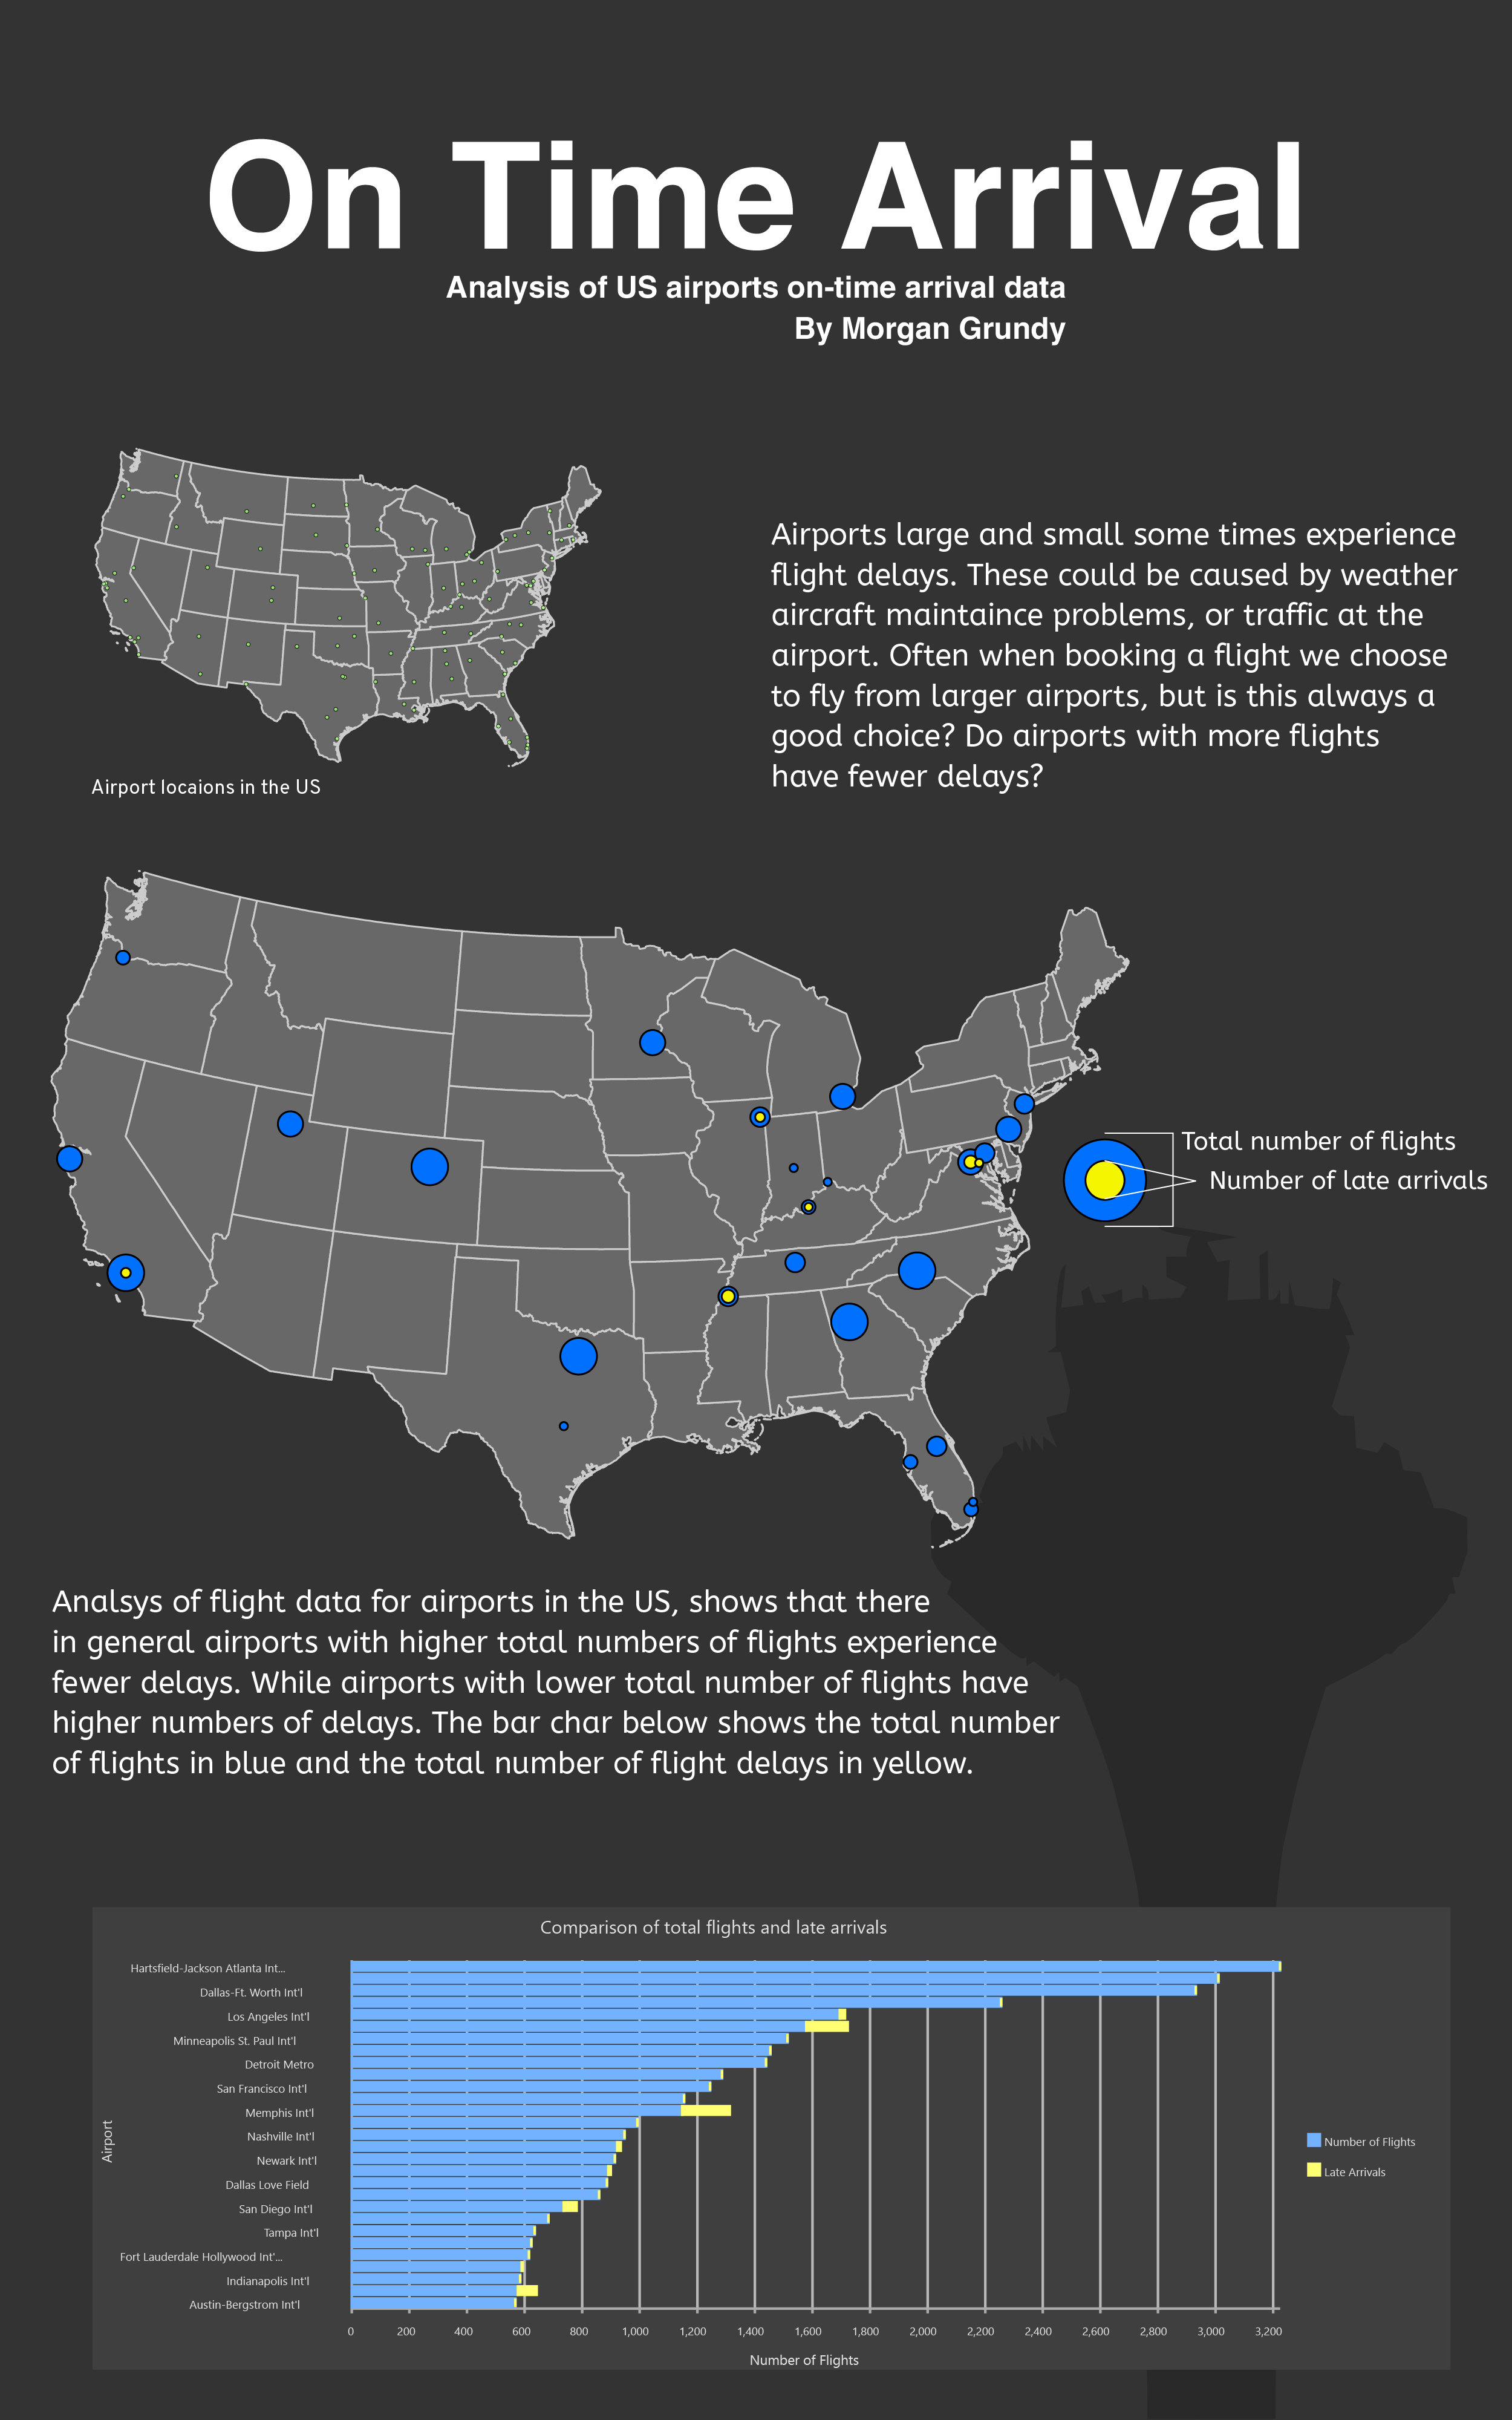 On Time Arrival
Analysis of US airports on-time arrival data
By Morgan Grundy
Airports large and small some times experience
flight delays. These could be caused by weather
aircraft maintaince problems, or traffic at the
airport. Often when booking a flight we choose
to fly from larger airports, but is this always a
good choice? Do airports with more flights
have fewer delays?
Airport locaions in the US
Total number of flights
Number of late arrivals
Analsys of flight data for airports in the US, shows that there
in general airports with higher total numbers of flights experience
fewer delays. While airports with lower total number of flights have
higher numbers of delays. The bar char below shows the total number
of flights in blue and the total number of flight delays in yellow.
Comparison of total flights and late arrivals
Hartsfield-Jackson Atlanta Int...
Dallas-Ft. Worth Int'l
Los Angeles Int'l
Minneapolis St. Paul Int'l
Detroit Metro
San Francisco Int'l
Memphis Int'l
Nashville Int'l
Newark Int'l
Dallas Love Field
San Diego Int'l
Tampa Int'l
Fort Lauderdale Hollywood Int'...
Indianapolis Int'l
Austin-Bergstrom Int'l
Airport
Number of Flights
Late Arrivals
0 200 400 600 800 1,000 1,200 1,400 1,600 1,800 2,000 2,200 2,400 2,600 2,800 3,000 3,200
Number of Flights